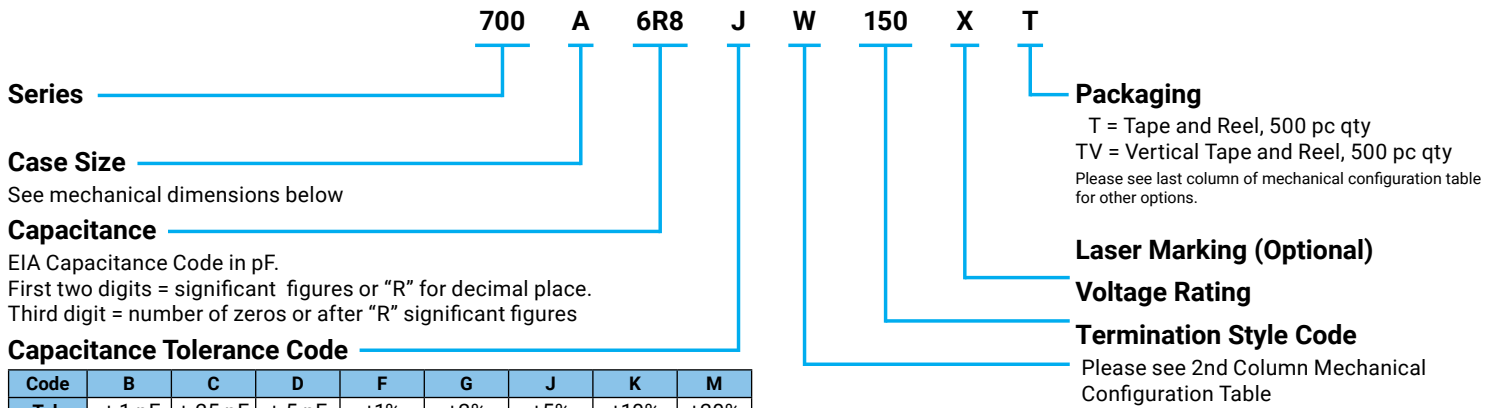 700 A 6R8 J W 150 X T
Series
Case Size
See mechanical dimensions below
Capacitance
EIA Capacitance Code in pF.
First two digits = significant figures or “R” for decimal place.
Third digit = number of zeros or after “R” significant figures
Capacitance Tolerance Code
Code B C D F G J K M
Packaging
T = Tape and Reel, 500 pc qty
TV = Vertical Tape and Reel, 500 pc qty
Please see last column of mechanical configuration table
for other options.
Laser Marking (Optional)
Voltage Rating
Termination Style Code
Please see 2nd Column Mechanical
Configuration Table